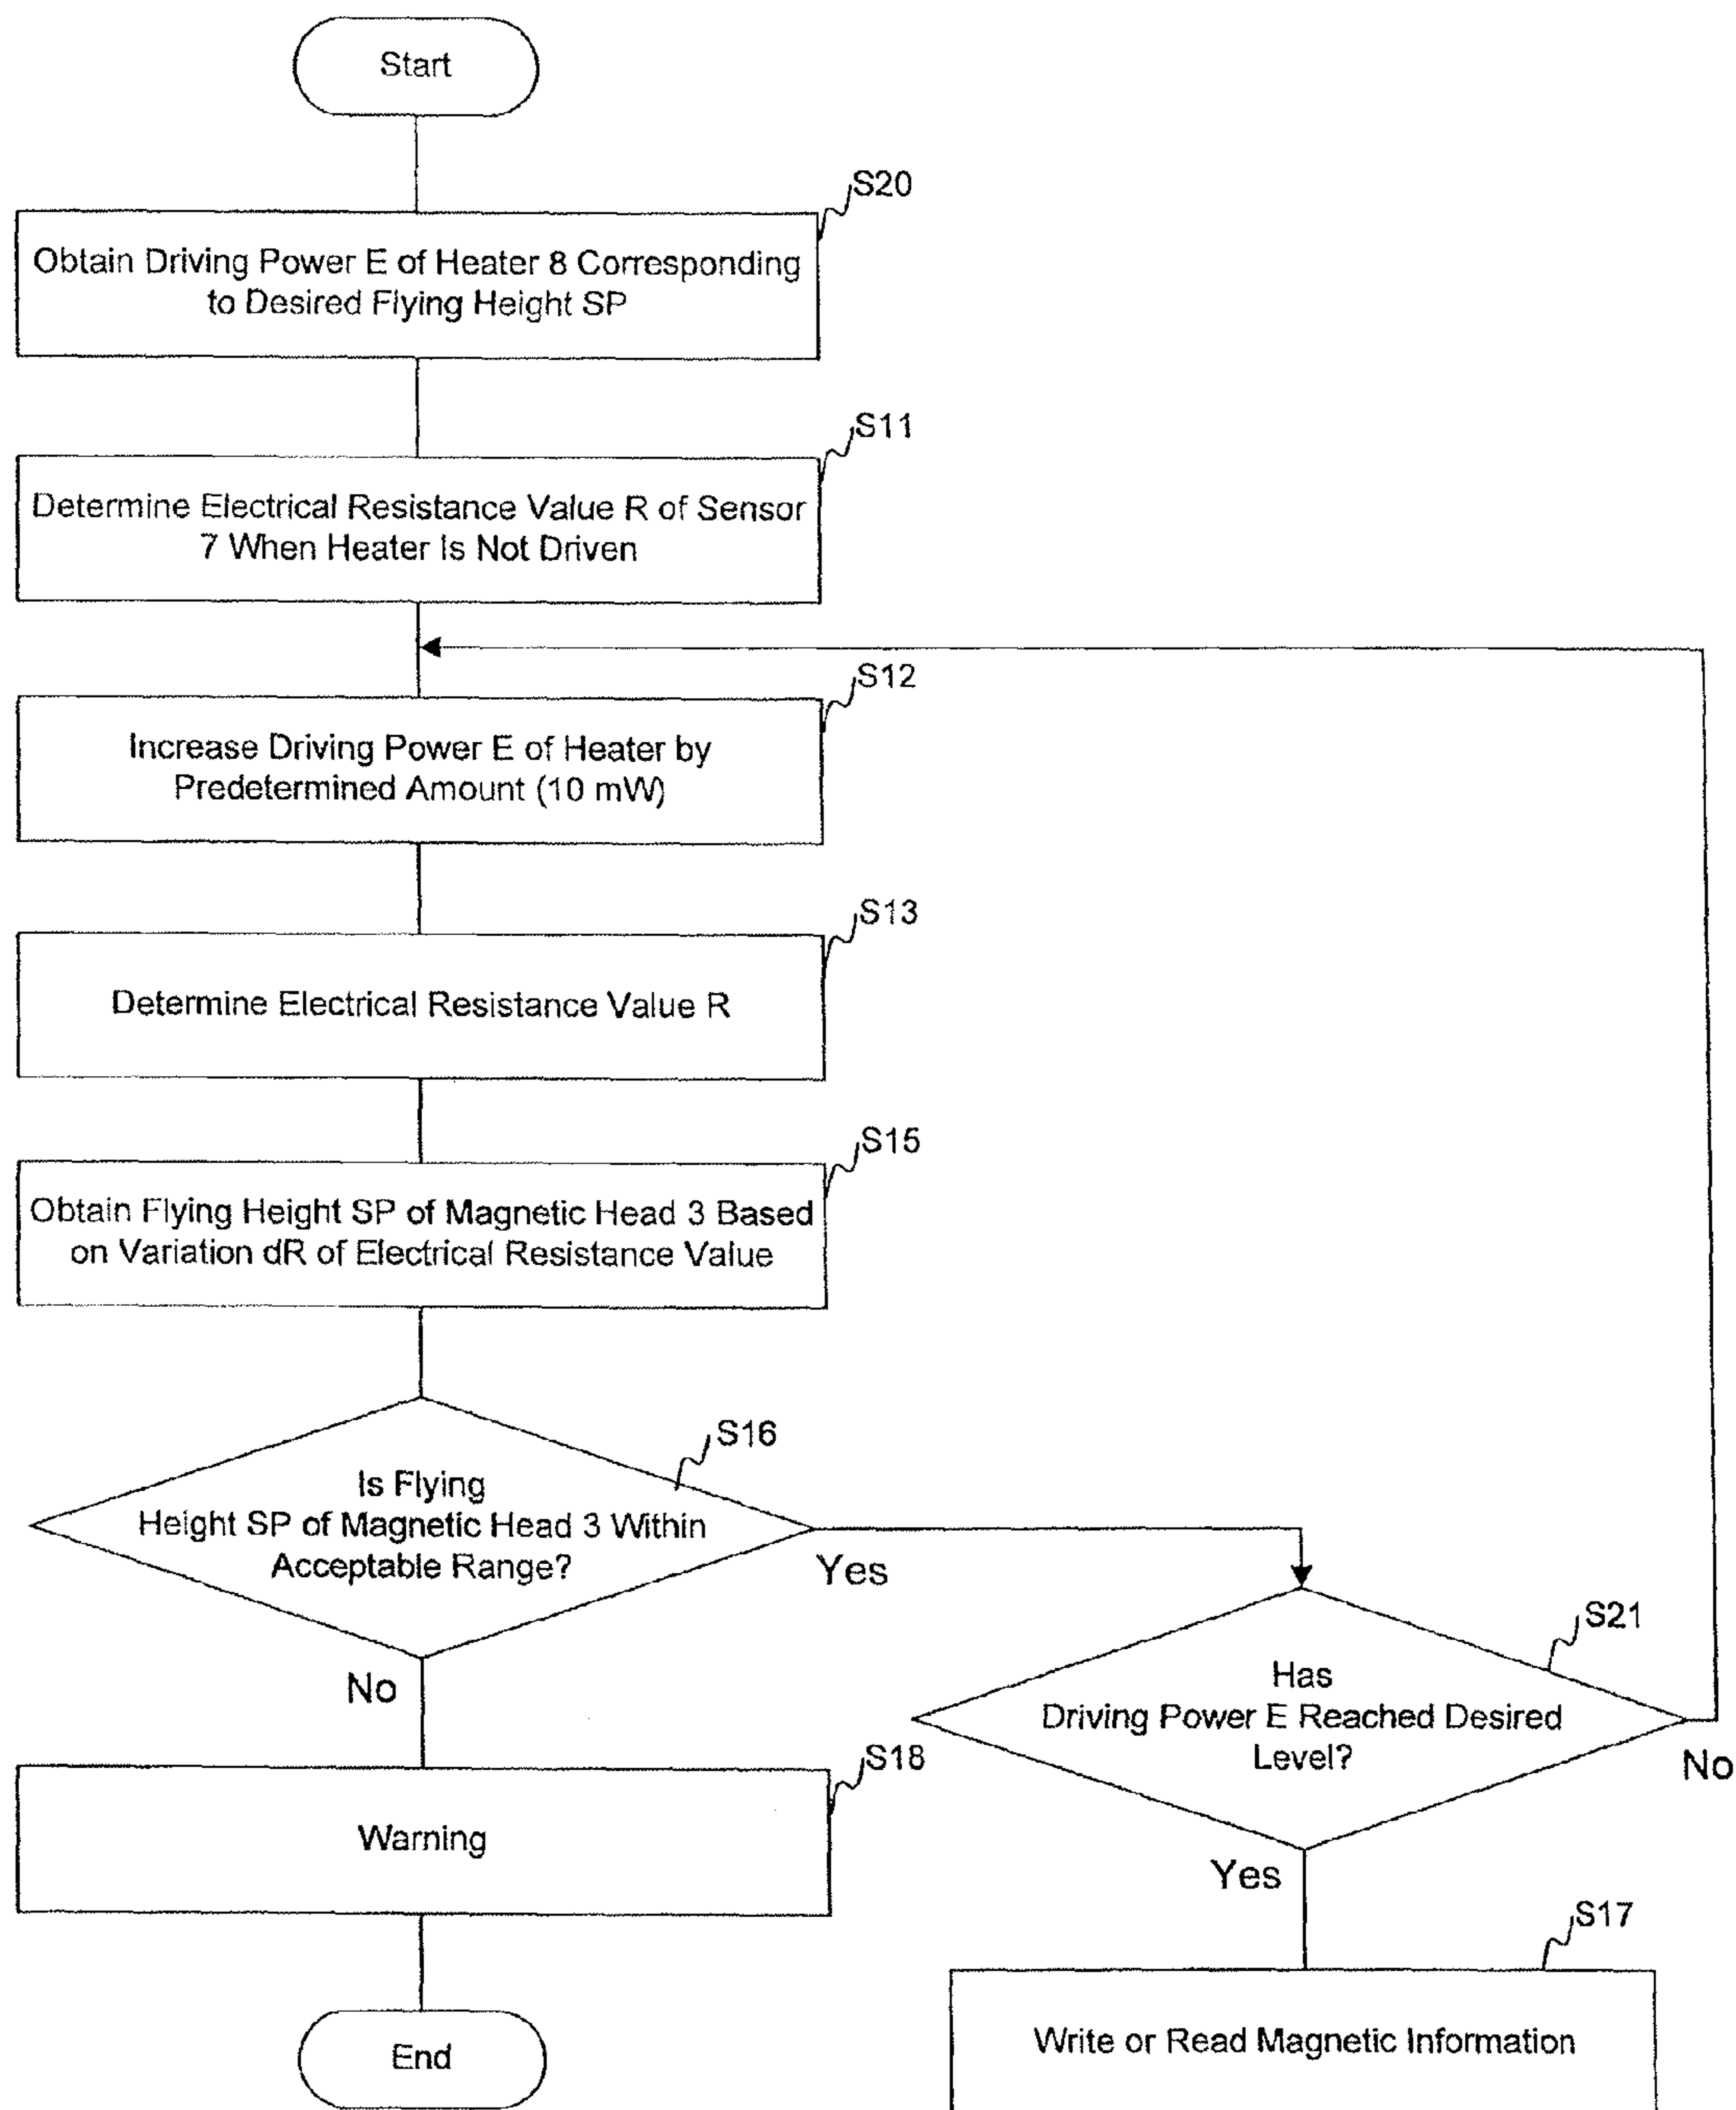 Start
S20
Obtain Driving Power E of Heater 8 Corresponding
to Desired Flying Height SP
S11
Determine Electrical Resistance Value R of Sensor
7 When Heater Is Not Driven
S12
Increase Driving Power E of Heater by
Predetermined Amount (10 mW)
S13
Determine Electrical Resistance Value R
S15
Obtain Flying Height SP of Magnetic Head 3 Based
on Variation dR of Electrical Resistance Value
S16
Is Flying
Height SP of Magnetic Head 3 Within
Acceptable Range?
Yes
No
S21
Has
Driving Power E Reached Desired
Level?
No
Yes
S18
Warning
S17
Write or Read Magnetic Information
End